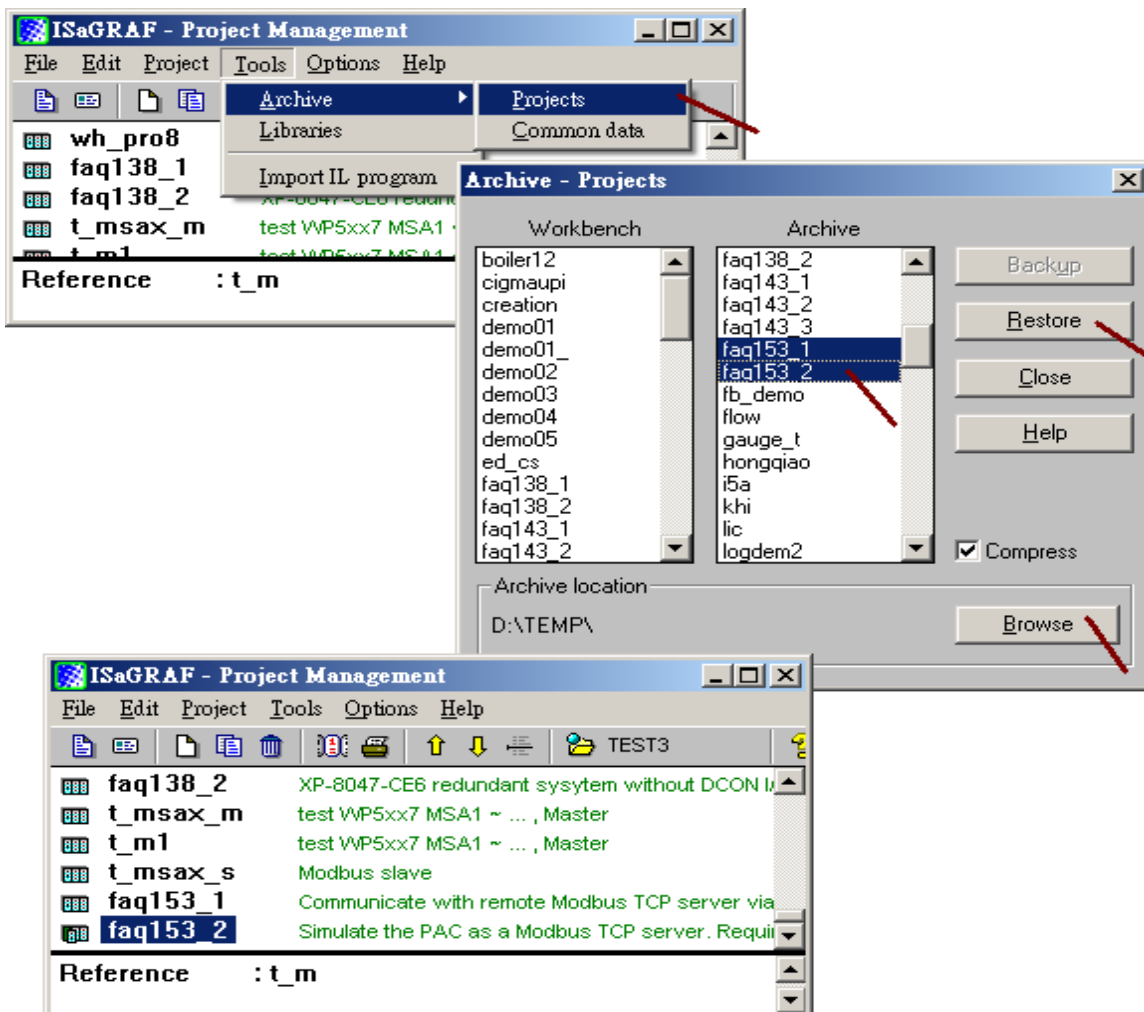 ISaGRAF - Project Management
File Edit Project Tools Options Help
Archive
Libraries
Import IL program
Projects
Common data
wh_pro8
faq138_1
faq138_2
t_msax_m test WP5xx7 MSA1 ~
Reference : t_m
Archive - Projects
Workbench
boiler12
cigmaupi
creation
demo01
demo01_
demo02
demo03
demo04
demo05
ed_cs
faq138_1
faq138_2
faq143_1
faq143_2
Archive
faq138_2
faq143_1
faq143_2
faq143_3
faq153_1
faq153_2
fb_demo
flow
gauge_t
hongqiao
i5a
khi
lic
logdem2
Backup
Restore
Close
Help
Compress
Archive location
D:\TEMP\
Browse
ISaGRAF - Project Management
File Edit Project Tools Options Help
TEST3
faq138_2 XP-8047-CE6 redundant sysytem without DCON
t_msax_m test WP5xx7 MSA1 ~ ... , Master
t_m1 test WP5xx7 MSA1 ~ ... , Master
t_msax_s Modbus slave
faq153_1 Communicate with remote Modbus TCP server via
faq153_2 Simulate the PAC as a Modbus TCP server.
Reference : t_m